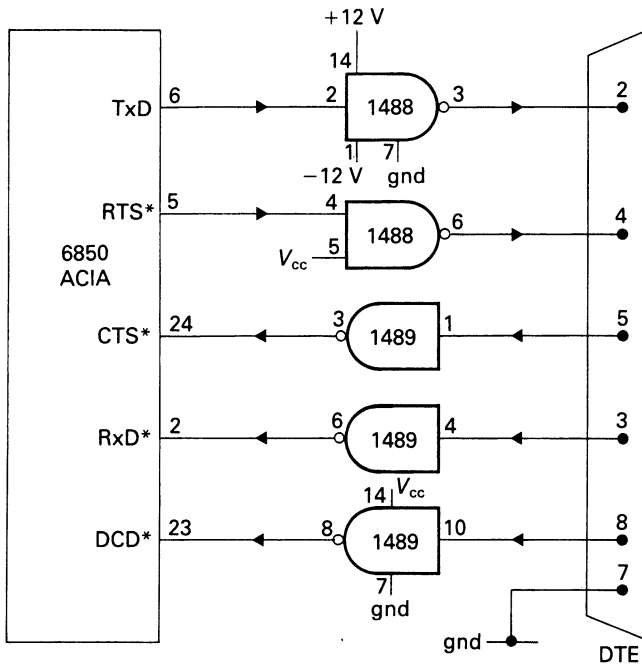 +12 V
14
TxD 6 2 1488 3 2
1 7
−12 V gnd
RTS* 5 4 1488 6 4
V_cc 5
6850
ACIA
CTS* 24 3 1489 1 5
RxD* 2 6 1489 4 3
14 V_cc
DCD* 23 8 1489 10 8
7
gnd
7
gnd
DTE